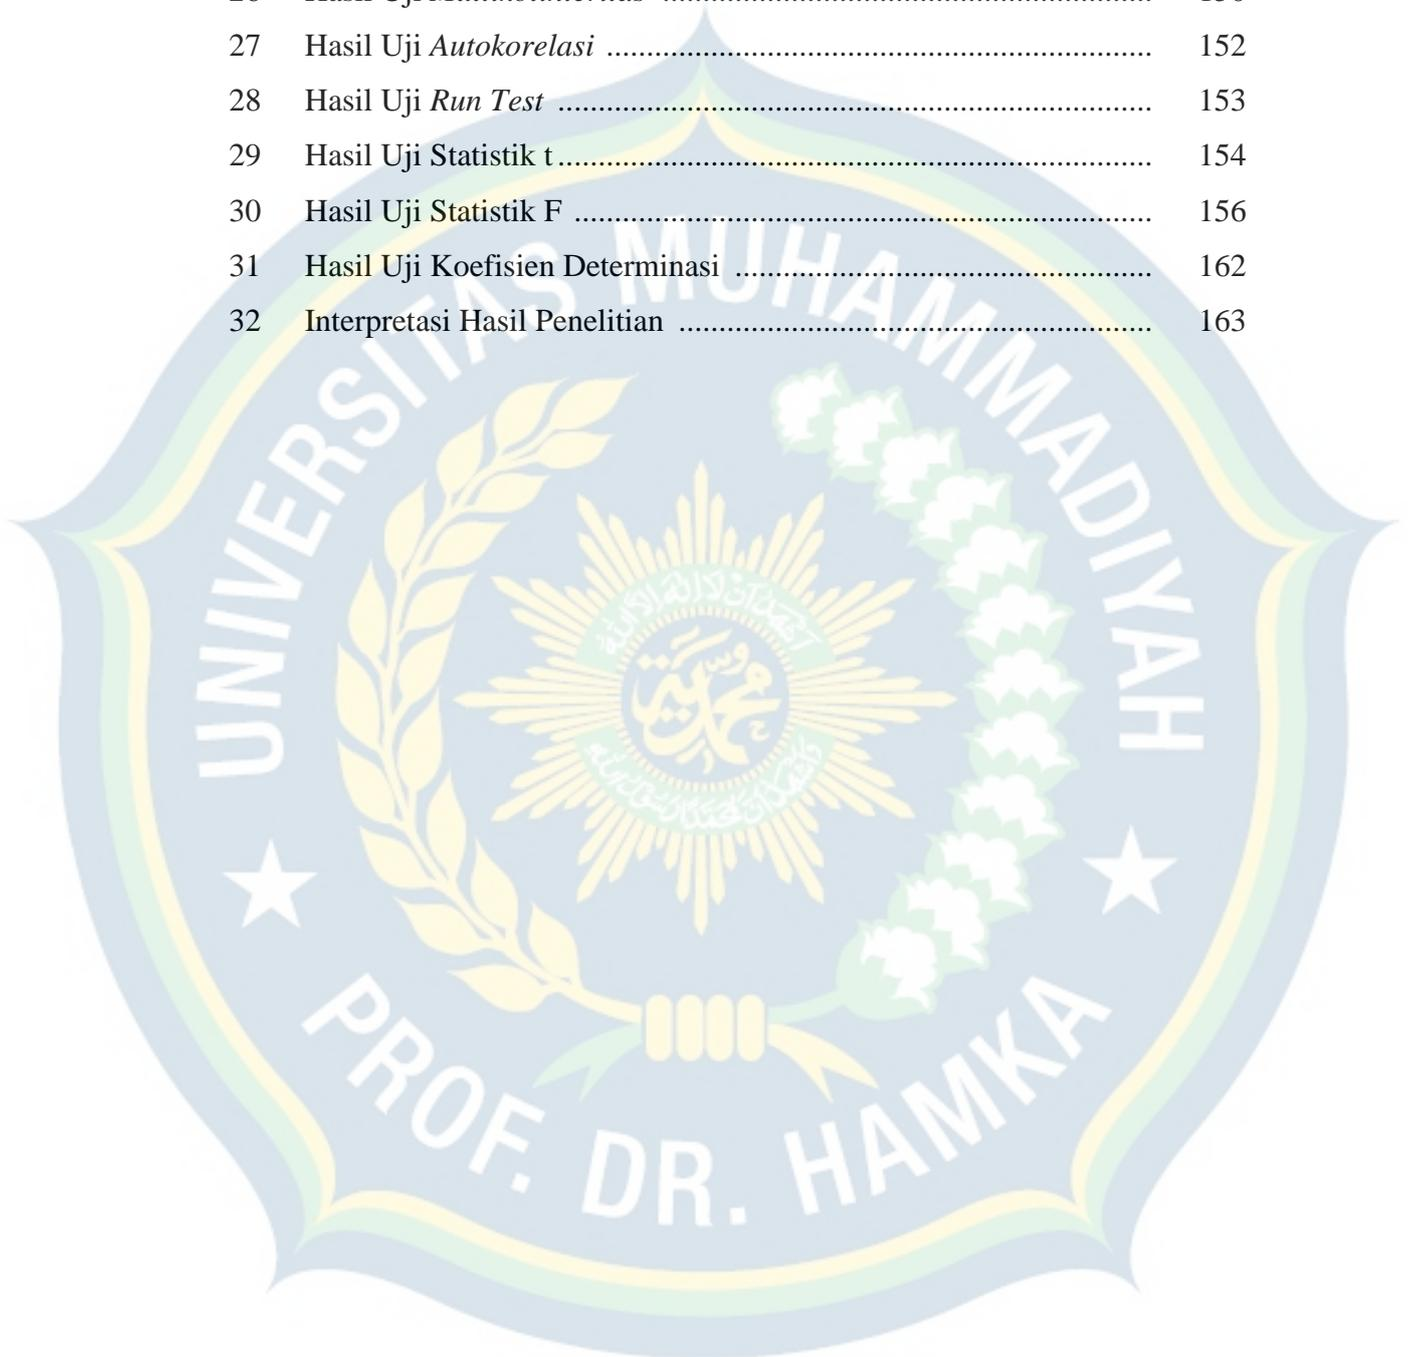 27 Hasil Uji Autokorelasi ..................................................................... 152
28 Hasil Uji Run Test ........................................................................... 153
29 Hasil Uji Statistik t ........................................................................... 154
30 Hasil Uji Statistik F ......................................................................... 156
31 Hasil Uji Koefisien Determinasi ..................................................... 162
32 Interpretasi Hasil Penelitian ............................................................ 163
UNIVERSITAS MUHAMMADIYAH
PROF. DR. HAMKA